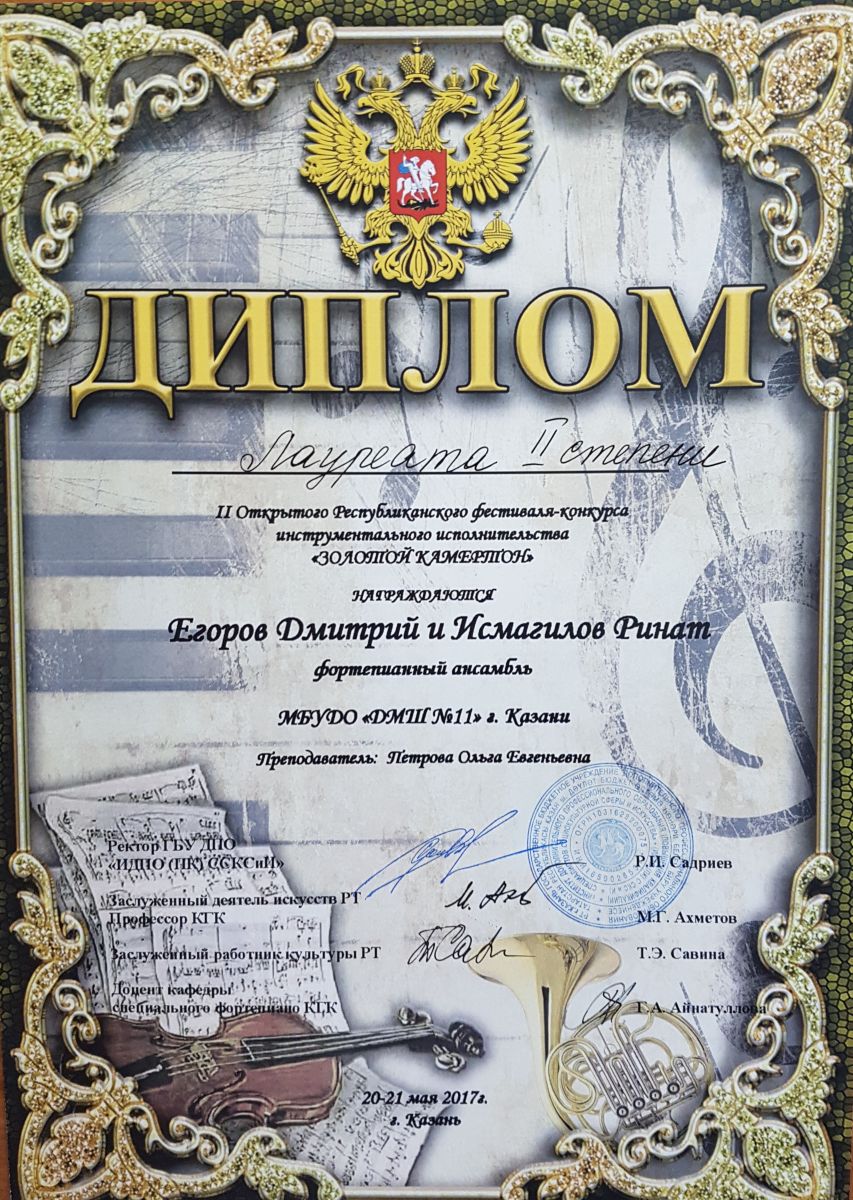 ДИПЛОМ
Лауреата II степени
II Открытого Республиканского фестиваля-конкурса
инструментального исполнительства
«ЗОЛОТОЙ КАМЕРТОН»
НАГРАЖДАЮТСЯ
Егоров Дмитрий и Исмагилов Ринат
фортепианный ансамбль
МБУДО «ДМШ №11» г. Казани
Преподаватель: Петрова Ольга Евгеньевна
Ректор ГБУ ДПО
«ИДПО (ПК) ССКСиИ» Р.И. Садриев
Заслуженный деятель искусств РТ
Профессор КГК М.Г. Ахметов
Заслуженный работник культуры РТ Т.Э. Савина
Доцент кафедры
специального фортепиано КГК Г.А. Айнатуллова
20-21 мая 2017г.
г. Казань